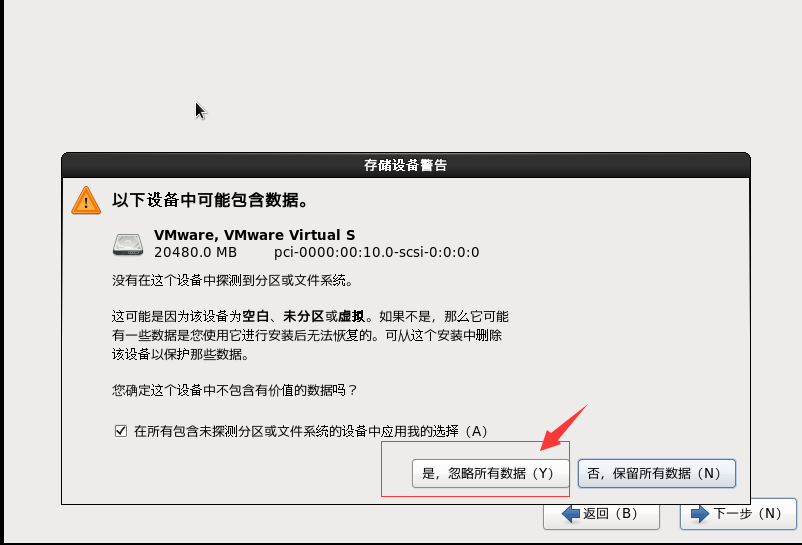 存储设备警告
以下设备中可能包含数据。
VMware, VMware Virtual S
20480.0 MB pci-0000:00:10.0-scsi-0:0:0:0
没有在这个设备中探测到分区或文件系统。
这可能是因为该设备为空白、未分区或虚拟。如果不是，那么它可能
有一些数据是您使用它进行安装后无法恢复的。可从这个安装中删除
该设备以保护那些数据。
您确定这个设备中不包含有价值的数据吗？
在所有包含未探测分区或文件系统的设备中应用我的选择（A）
是，忽略所有数据（Y） 否，保留所有数据（N）
返回（B） 下一步（N）